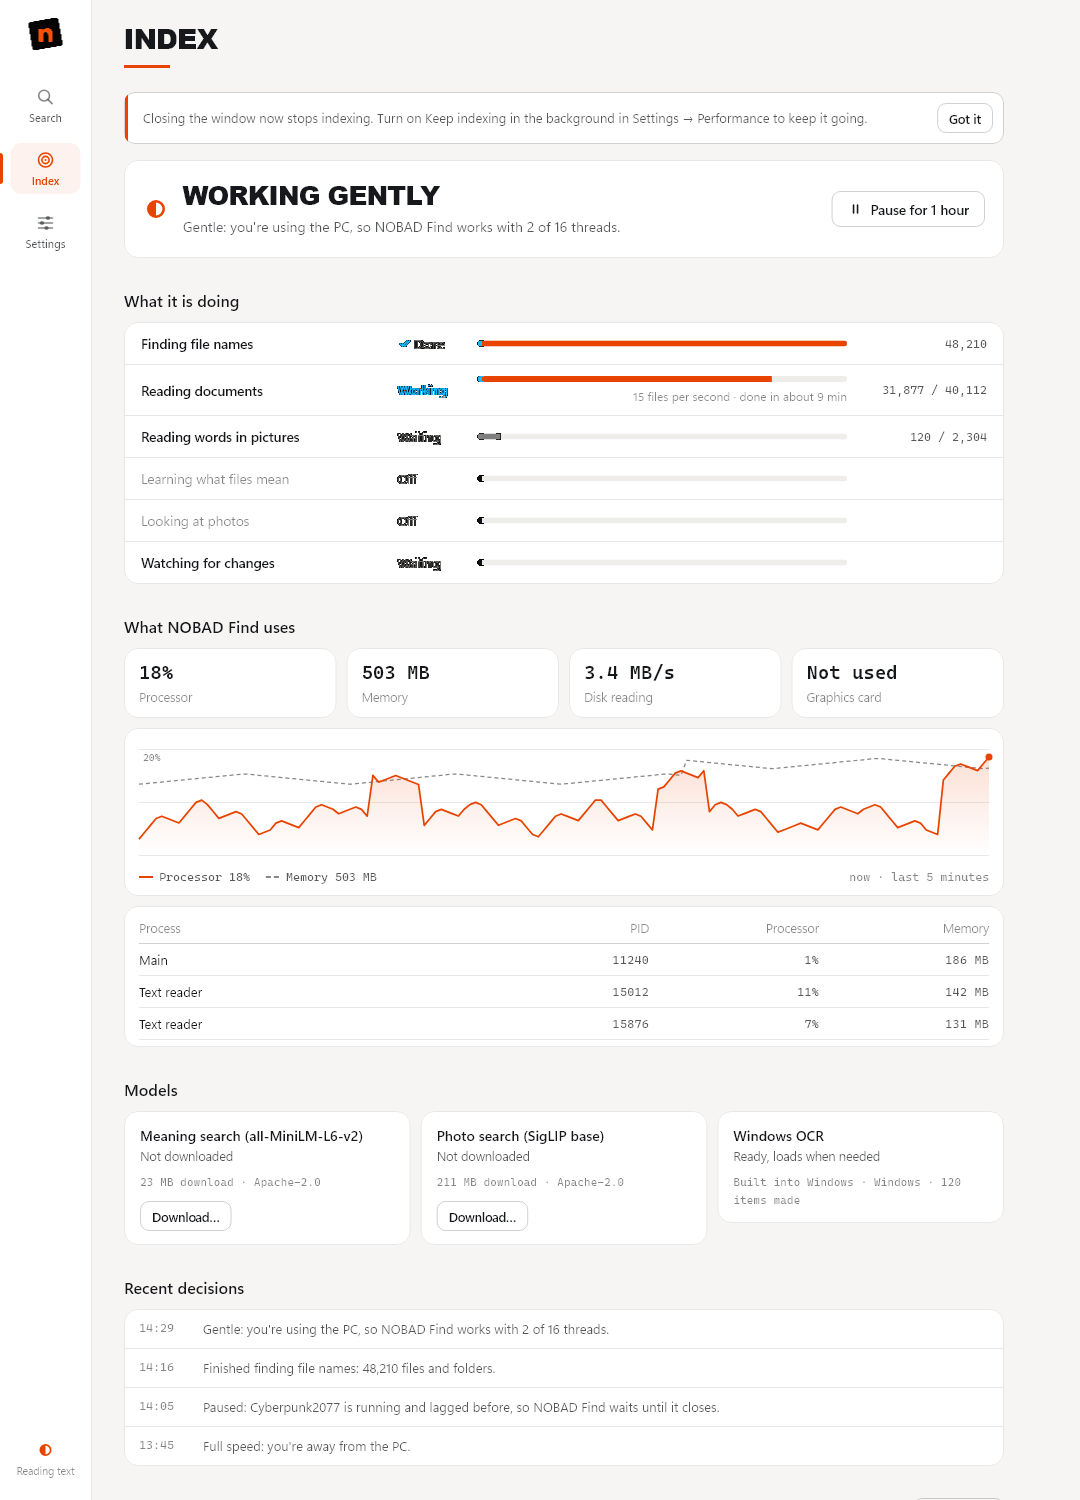 n
INDEX
Search
Index
Settings
Closing the window now stops indexing. Turn on Keep indexing in the background in Settings → Performance to keep it going.
Got it
WORKING GENTLY
Gentle: you're using the PC, so NOBAD Find works with 2 of 16 threads.
Pause for 1 hour
What it is doing
Finding file names Done 48,210
Reading documents Working 31,877 / 40,112
15 files per second · done in about 9 min
Reading words in pictures Waiting 120 / 2,304
Learning what files mean Off
Looking at photos Off
Watching for changes Waiting
What NOBAD Find uses
18% 503 MB 3.4 MB/s Not used
Processor Memory Disk reading Graphics card
20%
Processor 18% Memory 503 MB now · last 5 minutes
Process PID Processor Memory
Main 11240 1% 186 MB
Text reader 15012 11% 142 MB
Text reader 15876 7% 131 MB
Models
Meaning search (all-MiniLM-L6-v2)
Not downloaded
23 MB download · Apache-2.0
Download...
Photo search (SigLIP base)
Not downloaded
211 MB download · Apache-2.0
Download...
Windows OCR
Ready, loads when needed
Built into Windows · Windows · 120
items made
Recent decisions
14:29 Gentle: you're using the PC, so NOBAD Find works with 2 of 16 threads.
14:16 Finished finding file names: 48,210 files and folders.
14:05 Paused: Cyberpunk2077 is running and lagged before, so NOBAD Find waits until it closes.
13:45 Full speed: you're away from the PC.
Reading text